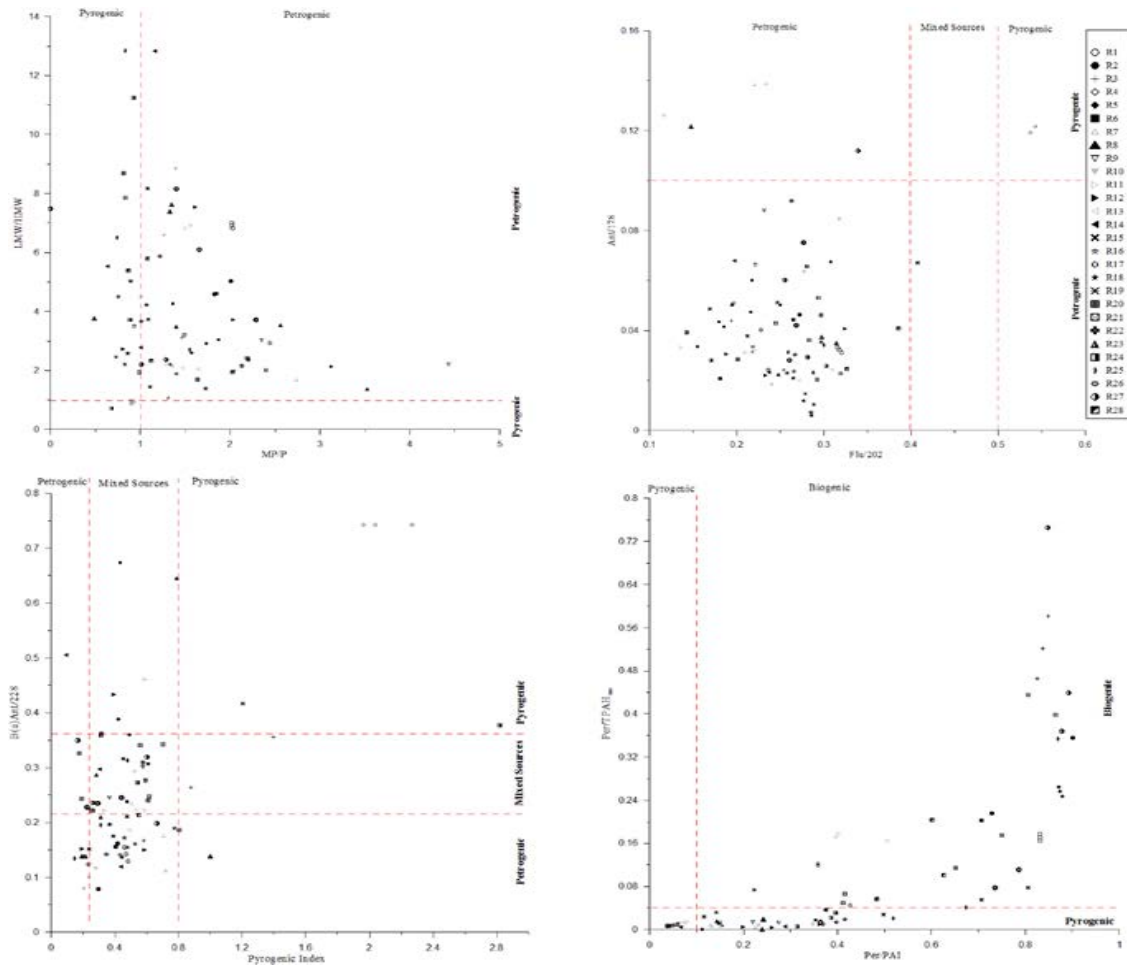 Pyrogenic Petrogenic
14
12
10
8
6
4
2
0
0 1 2 3 4 5
LMW/HMW
MP/P
Petrogenic
Pyrogenic
Petrogenic Mixed Sources Pyrogenic
0.16
0.12
0.08
0.04
0
0.1 0.2 0.3 0.4 0.5 0.6
Ant/178
Flu/202
Pyrogenic
Petrogenic
R1
R2
R3
R4
R5
R6
R7
R8
R9
R10
R11
R12
R13
R14
R15
R16
R17
R18
R19
R20
R21
R22
R23
R24
R25
R26
R27
R28
Petrogenic Mixed Sources Pyrogenic
0.8
0.7
0.6
0.5
0.4
0.3
0.2
0.1
0
0 0.4 0.8 1.2 1.6 2 2.4 2.8
B(a)Ant/228
Pyrogenic Index
Pyrogenic
Mixed Sources
Petrogenic
Pyrogenic Biogenic
0.8
0.72
0.64
0.56
0.48
0.4
0.32
0.24
0.16
0.08
0
0 0.2 0.4 0.6 0.8 1
Per/PAI
Biogenic
Pyrogenic